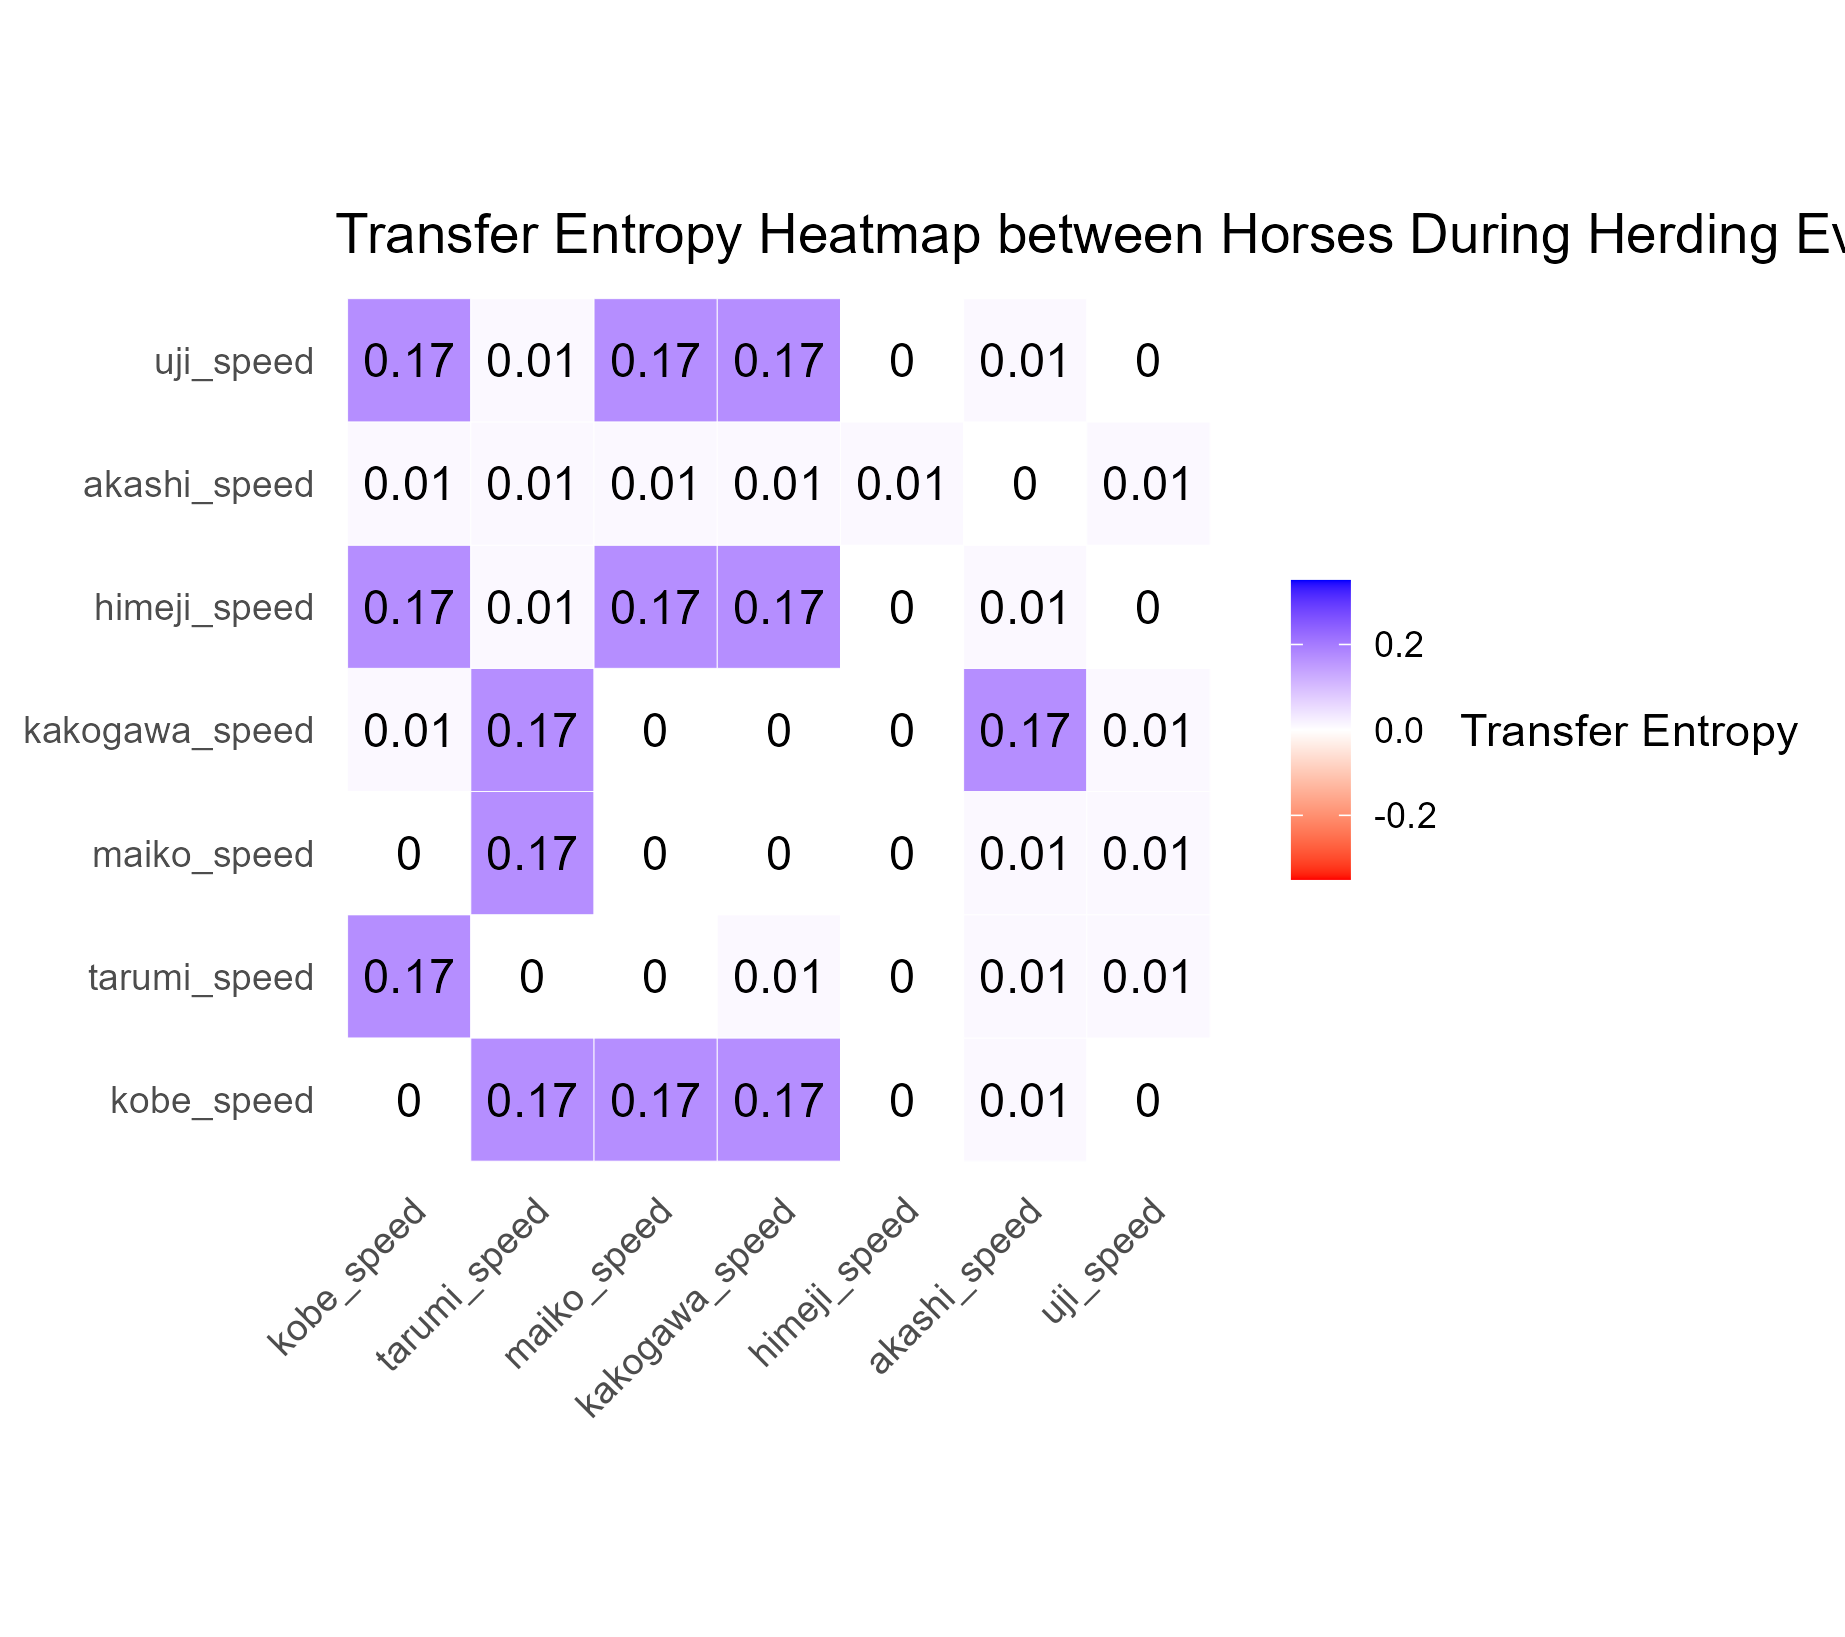 Transfer Entropy Heatmap between Horses During Herding Ev
uji_speed 0.17 0.01 0.17 0.17 0 0.01 0
akashi_speed 0.01 0.01 0.01 0.01 0.01 0 0.01
himeji_speed 0.17 0.01 0.17 0.17 0 0.01 0
kakogawa_speed 0.01 0.17 0 0 0 0.17 0.01
maiko_speed 0 0.17 0 0 0 0.01 0.01
tarumi_speed 0.17 0 0 0.01 0 0.01 0.01
kobe_speed 0 0.17 0.17 0.17 0 0.01 0
kobe_speed
tarumi_speed
maiko_speed
kakogawa_speed
himeji_speed
akashi_speed
uji_speed
0.2
0.0
-0.2
Transfer Entropy